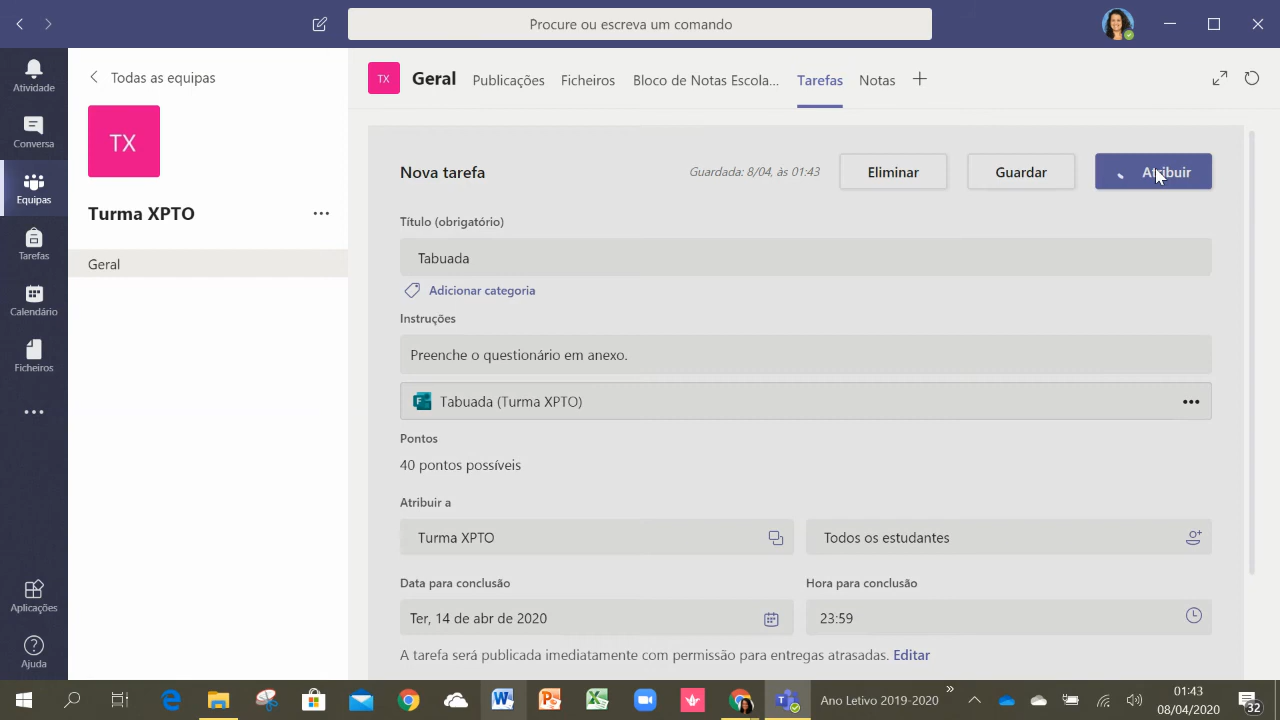 Procure ou escreva um comando
Atividade
Conversa
Equipas
Tarefas
Calendário
Ficheiros
Aplicações
Ajuda
Todas as equipas
TX
Turma XPTO
Geral
TX
Geral
Publicações
Ficheiros
Bloco de Notas Escola...
Tarefas
Notas
Nova tarefa
Guardada: 8/04, às 01:43
Eliminar
Guardar
Atribuir
Título (obrigatório)
Tabuada
Adicionar categoria
Instruções
Preenche o questionário em anexo.
Tabuada (Turma XPTO)
Pontos
40 pontos possíveis
Atribuir a
Turma XPTO
Todos os estudantes
Data para conclusão
Hora para conclusão
Ter, 14 de abr de 2020
23:59
A tarefa será publicada imediatamente com permissão para entregas atrasadas. Editar
Ano Letivo 2019-2020
01:43
08/04/2020
32